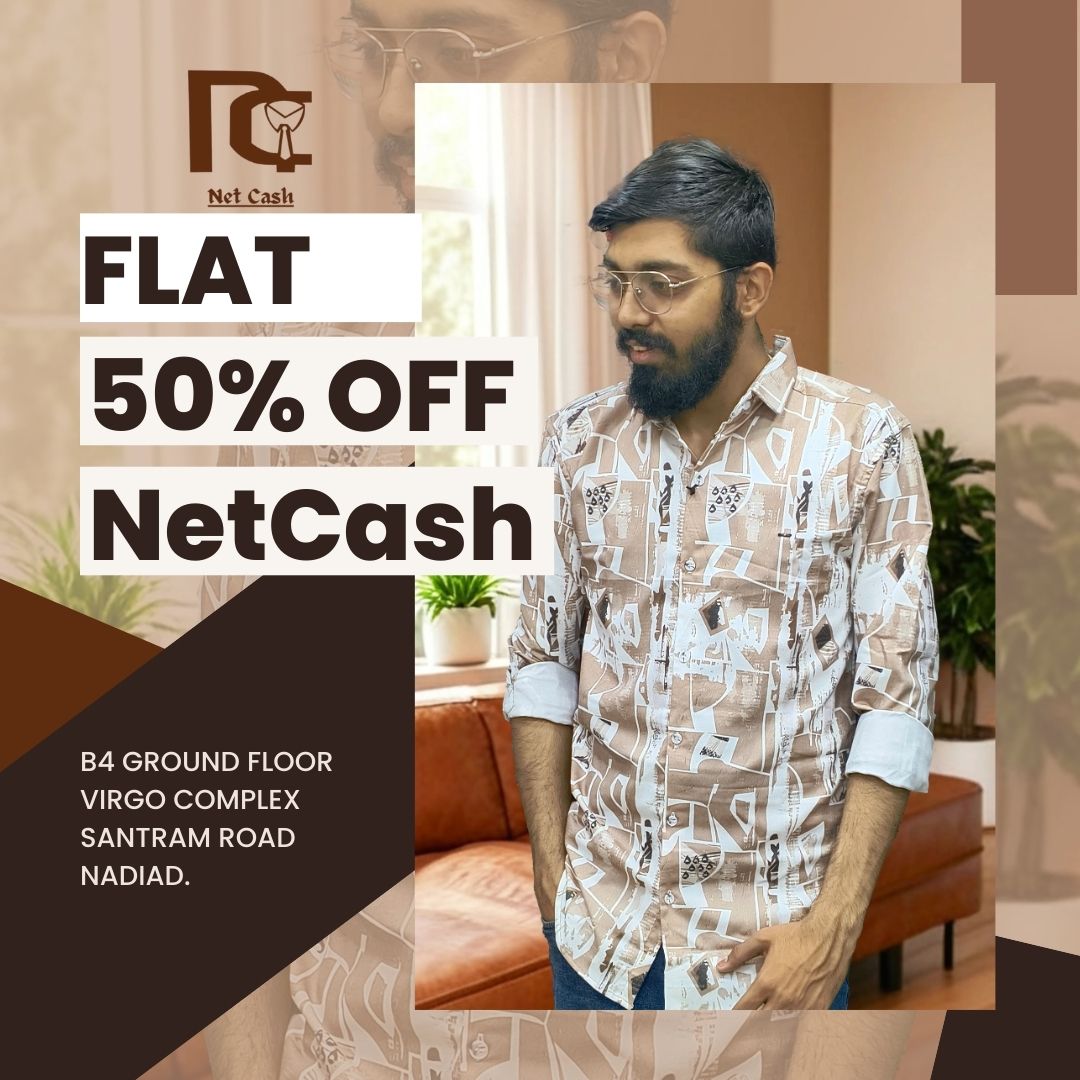 Net Cash
FLAT
50% OFF
NetCash
B4 GROUND FLOOR
VIRGO COMPLEX
SANTRAM ROAD
NADIAD.